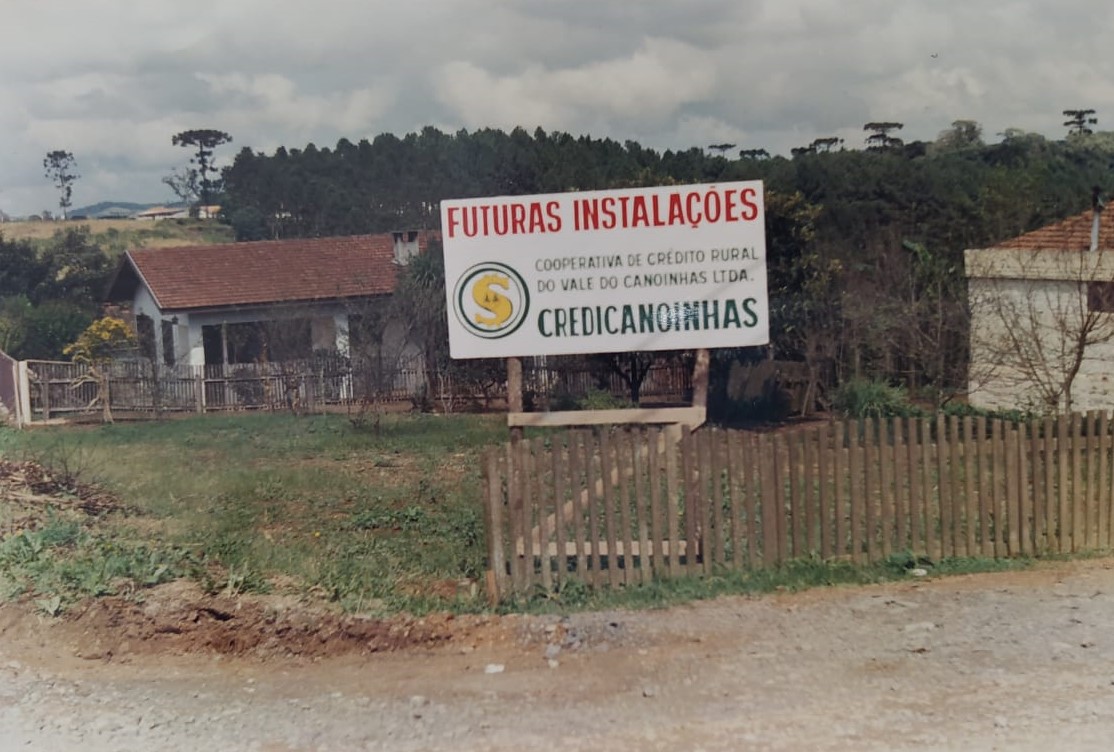 FUTURAS INSTALAÇÕES
COOPERATIVA DE CRÉDITO RURAL
DO VALE DO CANOINHAS LTDA.
CREDICANOINHAS